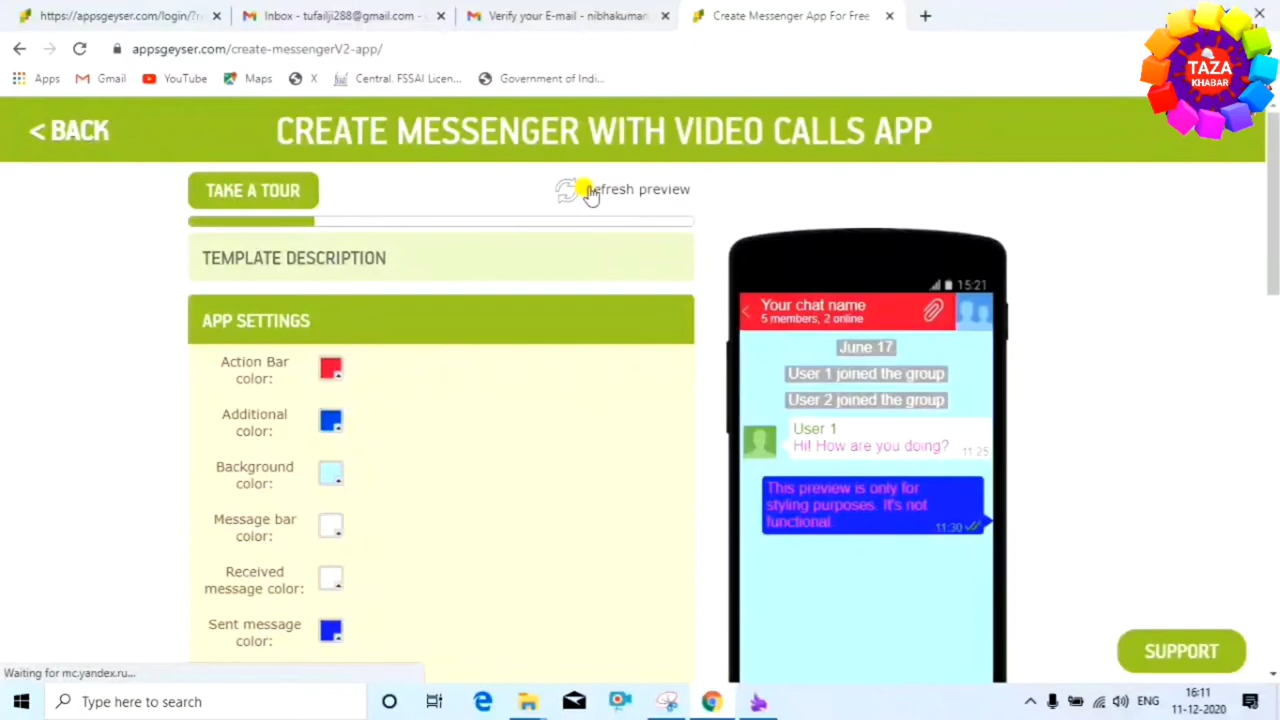 https://appsgeyser.com/login/?r
Inbox - tufailji288@gmail.com -
Verify your E-mail - nibhakuman
Create Messenger App For Free
appsgeyser.com/create-messengerV2-app/
Apps
Gmail
YouTube
Maps
X
Central. FSSAI Licen...
Government of Indi...
TAZA
KHABAR
< BACK
CREATE MESSENGER WITH VIDEO CALLS APP
TAKE A TOUR
efresh preview
TEMPLATE DESCRIPTION
APP SETTINGS
Action Bar
color:
Additional
color:
Background
color:
Message bar
color:
Received
message color:
Sent message
color:
15:21
Your chat name
5 members, 2 online
June 17
User 1 joined the group
User 2 joined the group
User 1
Hi! How are you doing?
11:25
This preview is only for
styling purposes. It's not
functional.
11:30
SUPPORT
Waiting for mc.yandex.ru...
Type here to search
ENG
16:11
11-12-2020